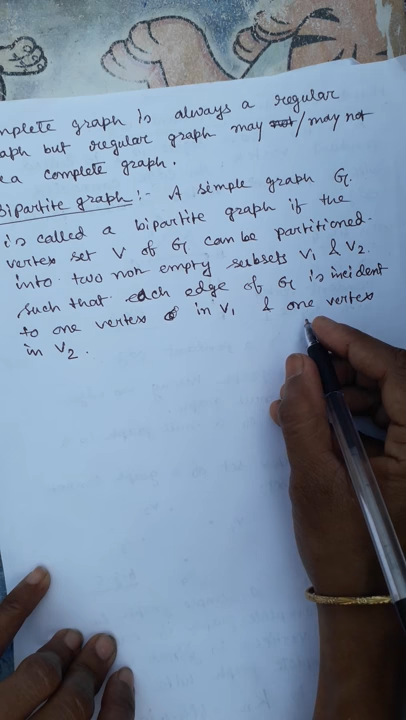 mplete graph is always a regular
aph but regular graph may not/may not
e a complete graph.
Bipartite graph:- A simple graph G
is called a bipartite graph if the
vertex set V of G can be partitioned
into two non empty subsets V1 & V2
such that each edge of G is incident
to one vertex in V1 & one vertex
in V2.